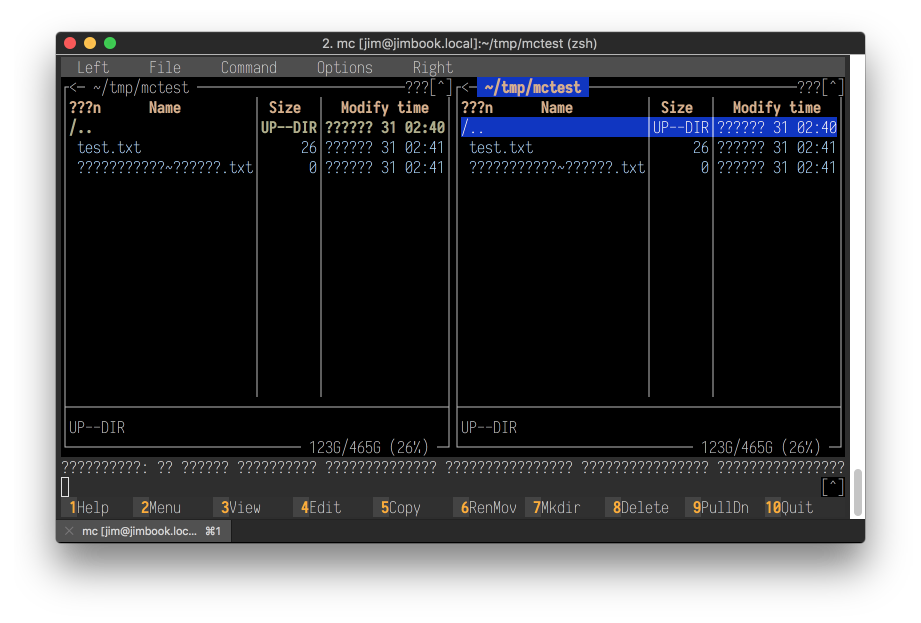 2. mc [jim@jimbook.local]:~/tmp/mctest (zsh)
Left File Command Options Right
<- ~/tmp/mctest ???[^] <- ~/tmp/mctest ???[^]
???n Name Size Modify time ???n Name Size Modify time
/.. UP--DIR ?????? 31 02:40 /.. UP--DIR ?????? 31 02:40
test.txt 26 ?????? 31 02:41 test.txt 26 ?????? 31 02:41
???????????~??????.txt 0 ?????? 31 02:41 ???????????~??????.txt 0 ?????? 31 02:41
UP--DIR UP--DIR
123G/465G (26%) 123G/465G (26%)
??????????: ?? ?????? ?????????? ?????????????? ???????????????? ???????????????? ????????????????
[^]
1Help 2Menu 3View 4Edit 5Copy 6RenMov 7Mkdir 8Delete 9PullDn 10Quit
mc [jim@jimbook.loc... ⌘1